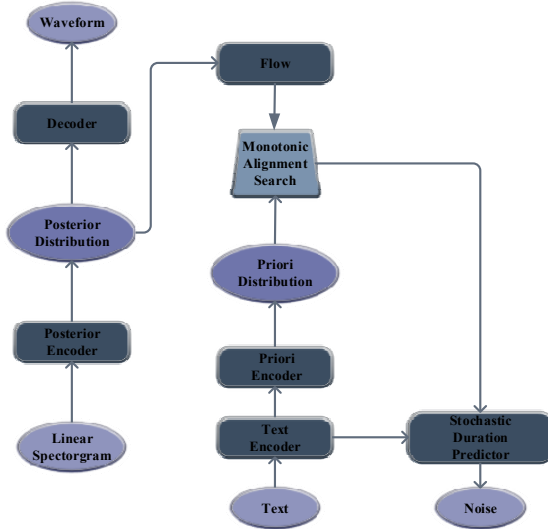 Waveform
Flow
Decoder
Monotonic
Alignment
Search
Posterior
Distribution
Priori
Distribution
Posterior
Encoder
Priori
Encoder
Linear
Spectorgram
Text
Encoder
Stochastic
Duration
Predictor
Text
Noise